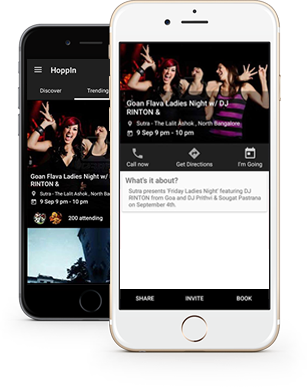 HoppIn
Discover
Trending
Goan Flava Ladies Night w/ DJ
RINTON &
Sutra - The Lalit Ashok , North Bangalore
9 Sep 9 pm - 10 pm
200 attending
Goan Flava Ladies Night w/ DJ
RINTON &
Sutra - The Lalit Ashok , North Bangalore
9 Sep 9 pm - 10 pm
Call now
Get Directions
I'm Going
What's it about?
Sutra presents 'Friday Ladies Night' featuring DJ
RINTON from Goa and DJ Prithvi & Sougat Pastrana
on September 4th.
SHARE
INVITE
BOOK